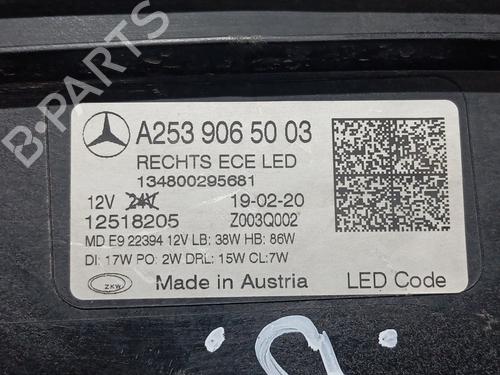 B-PARTS
A253 906 50 03
RECHTS ECE LED
134800295681
12V 24V 19-02-20
12518205 Z003Q002
MD E9 22394 12V LB: 38W HB: 86W
DI: 17W PO: 2W DRL: 15W CL:7W
ZKW Made in Austria LED Code